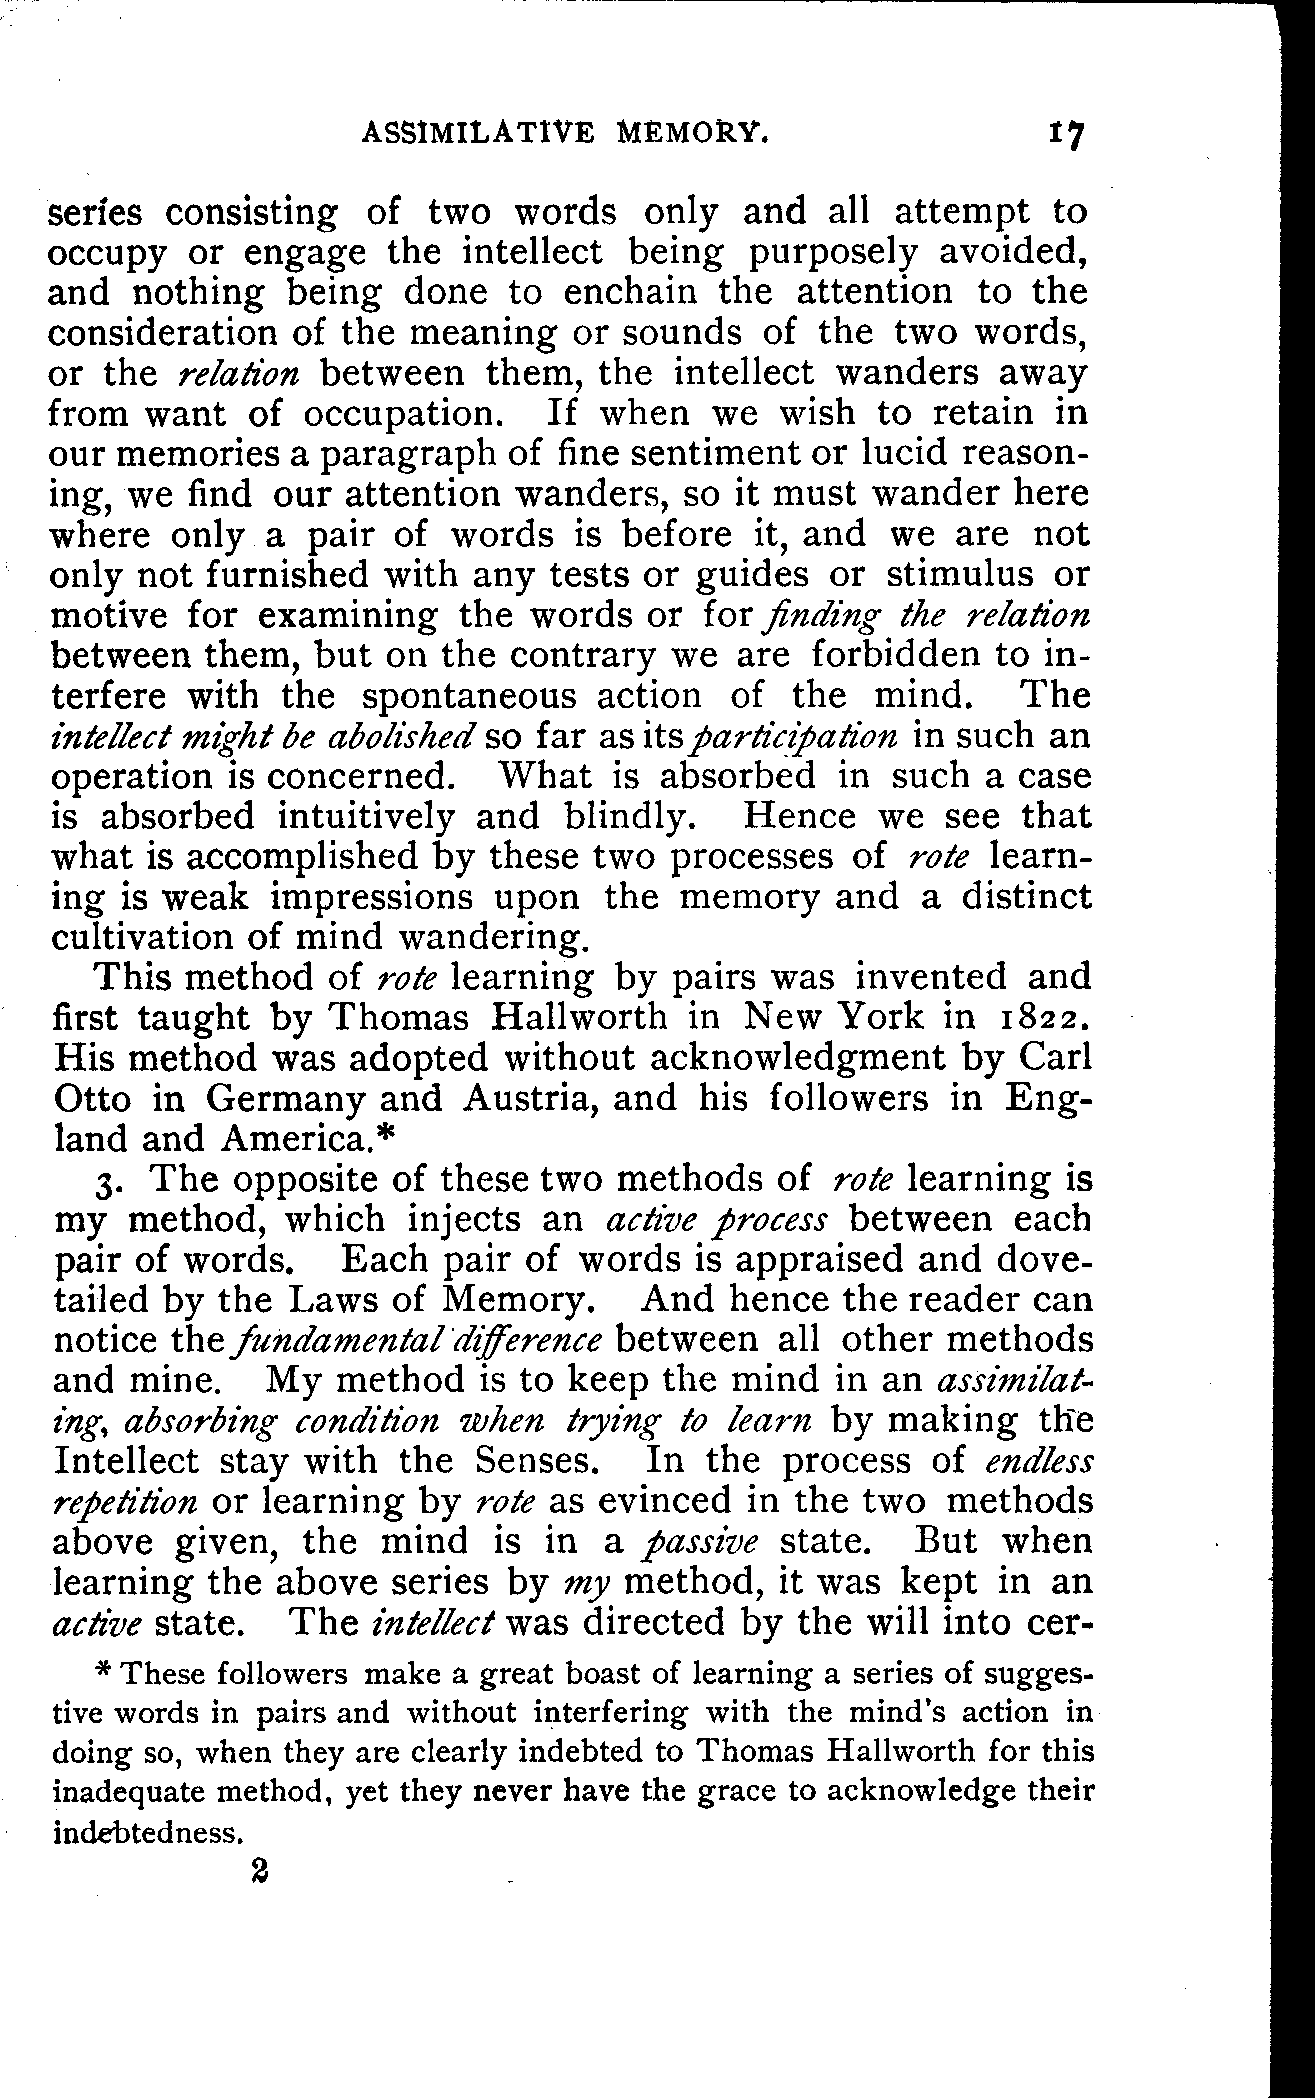 ASSIMILATIVE MEMORY. 17
series consisting of two words only and all attempt to
occupy or engage the intellect being purposely avoided,
and nothing being done to enchain the attention to the
consideration of the meaning or sounds of the two words,
or the relation between them, the intellect wanders away
from want of occupation. If when we wish to retain in
our memories a paragraph of fine sentiment or lucid reason-
ing, we find our attention wanders, so it must wander here
where only a pair of words is before it, and we are not
only not furnished with any tests or guides or stimulus or
motive for examining the words or for finding the relation
between them, but on the contrary we are forbidden to in-
terfere with the spontaneous action of the mind. The
intellect might be abolished so far as its participation in such an
operation is concerned. What is absorbed in such a case
is absorbed intuitively and blindly. Hence we see that
what is accomplished by these two processes of rote learn-
ing is weak impressions upon the memory and a distinct
cultivation of mind wandering.
This method of rote learning by pairs was invented and
first taught by Thomas Hallworth in New York in 1822.
His method was adopted without acknowledgment by Carl
Otto in Germany and Austria, and his followers in Eng-
land and America.*
3. The opposite of these two methods of rote learning is
my method, which injects an active process between each
pair of words. Each pair of words is appraised and dove-
tailed by the Laws of Memory. And hence the reader can
notice the fundamental difference between all other methods
and mine. My method is to keep the mind in an assimilat-
ing, absorbing condition when trying to learn by making the
Intellect stay with the Senses. In the process of endless
repetition or learning by rote as evinced in the two methods
above given, the mind is in a passive state. But when
learning the above series by my method, it was kept in an
active state. The intellect was directed by the will into cer-
* These followers make a great boast of learning a series of sugges-
tive words in pairs and without interfering with the mind's action in
doing so, when they are clearly indebted to Thomas Hallworth for this
inadequate method, yet they never have the grace to acknowledge their
indebtedness.
2